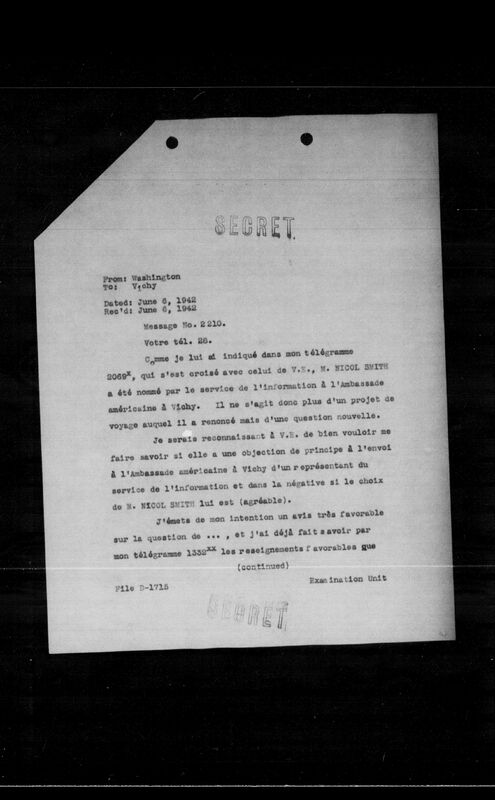 SECRET
From: Washington
To: Vichy
Dated: June 6, 1942
Rec'd: June 6, 1942
Message No. 2210.
Votre tél. 26.
Comme je lui ai indiqué dans mon télégramme
2069x, qui s'est croisé avec celui de V.E., M. NICOL SMITH
a été nommé par le service de l'information à l'Ambassade
américaine à Vichy. Il ne s'agit donc plus d'un projet de
voyage auquel il a renoncé mais d'une question nouvelle.
Je serais reconnaissant à V.E. de bien vouloir me
faire savoir si elle a une objection de principe à l'envoi
à l'Ambassade américaine à Vichy d'un représentant du
service de l'information et dans la négative si le choix
de M. NICOL SMITH lui est (agréable).
J'émets de mon intention un avis très favorable
sur la question de ... , et j'ai déjà fait savoir par
mon télégramme 1332xx les reseignements favorables que
(continued)
File D-1715
Examination Unit
SECRET